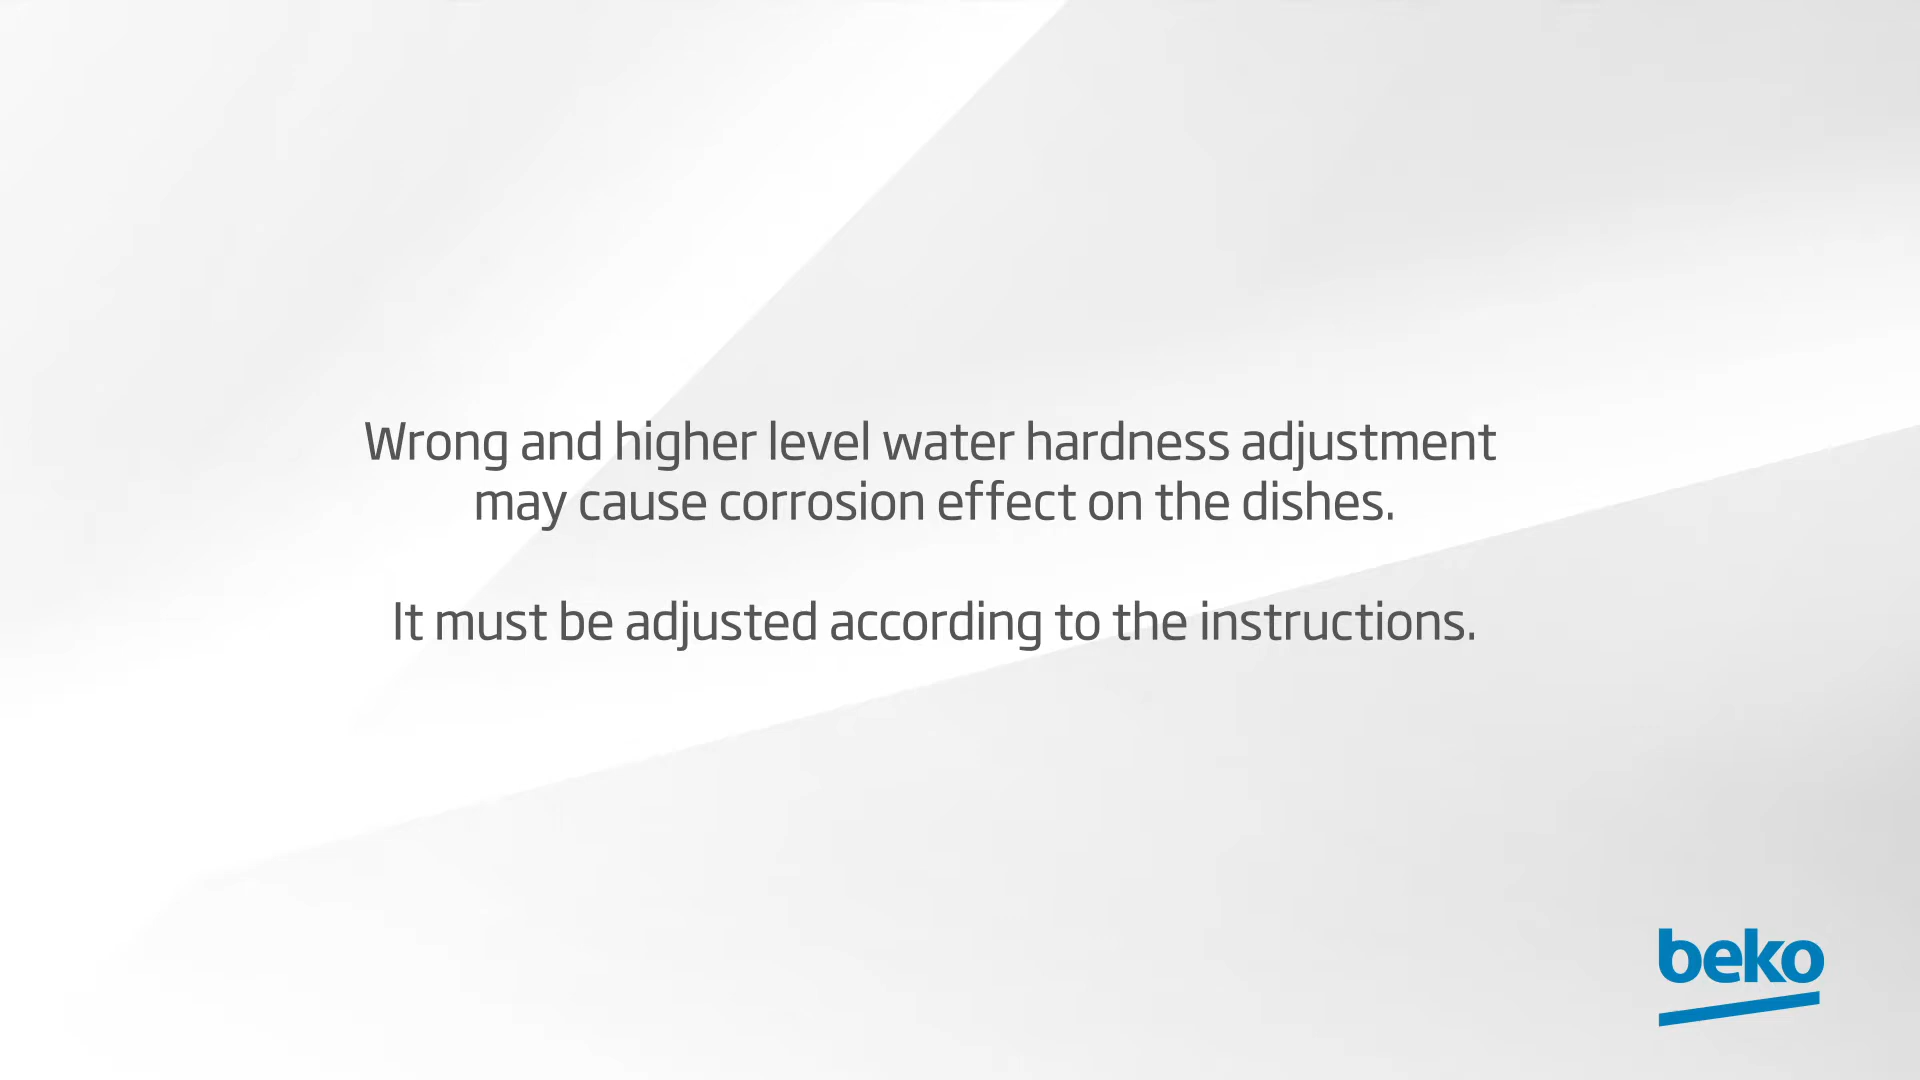 Wrong and higher level water hardness adjustment
may cause corrosion effect on the dishes.
It must be adjusted according to the instructions.
beko